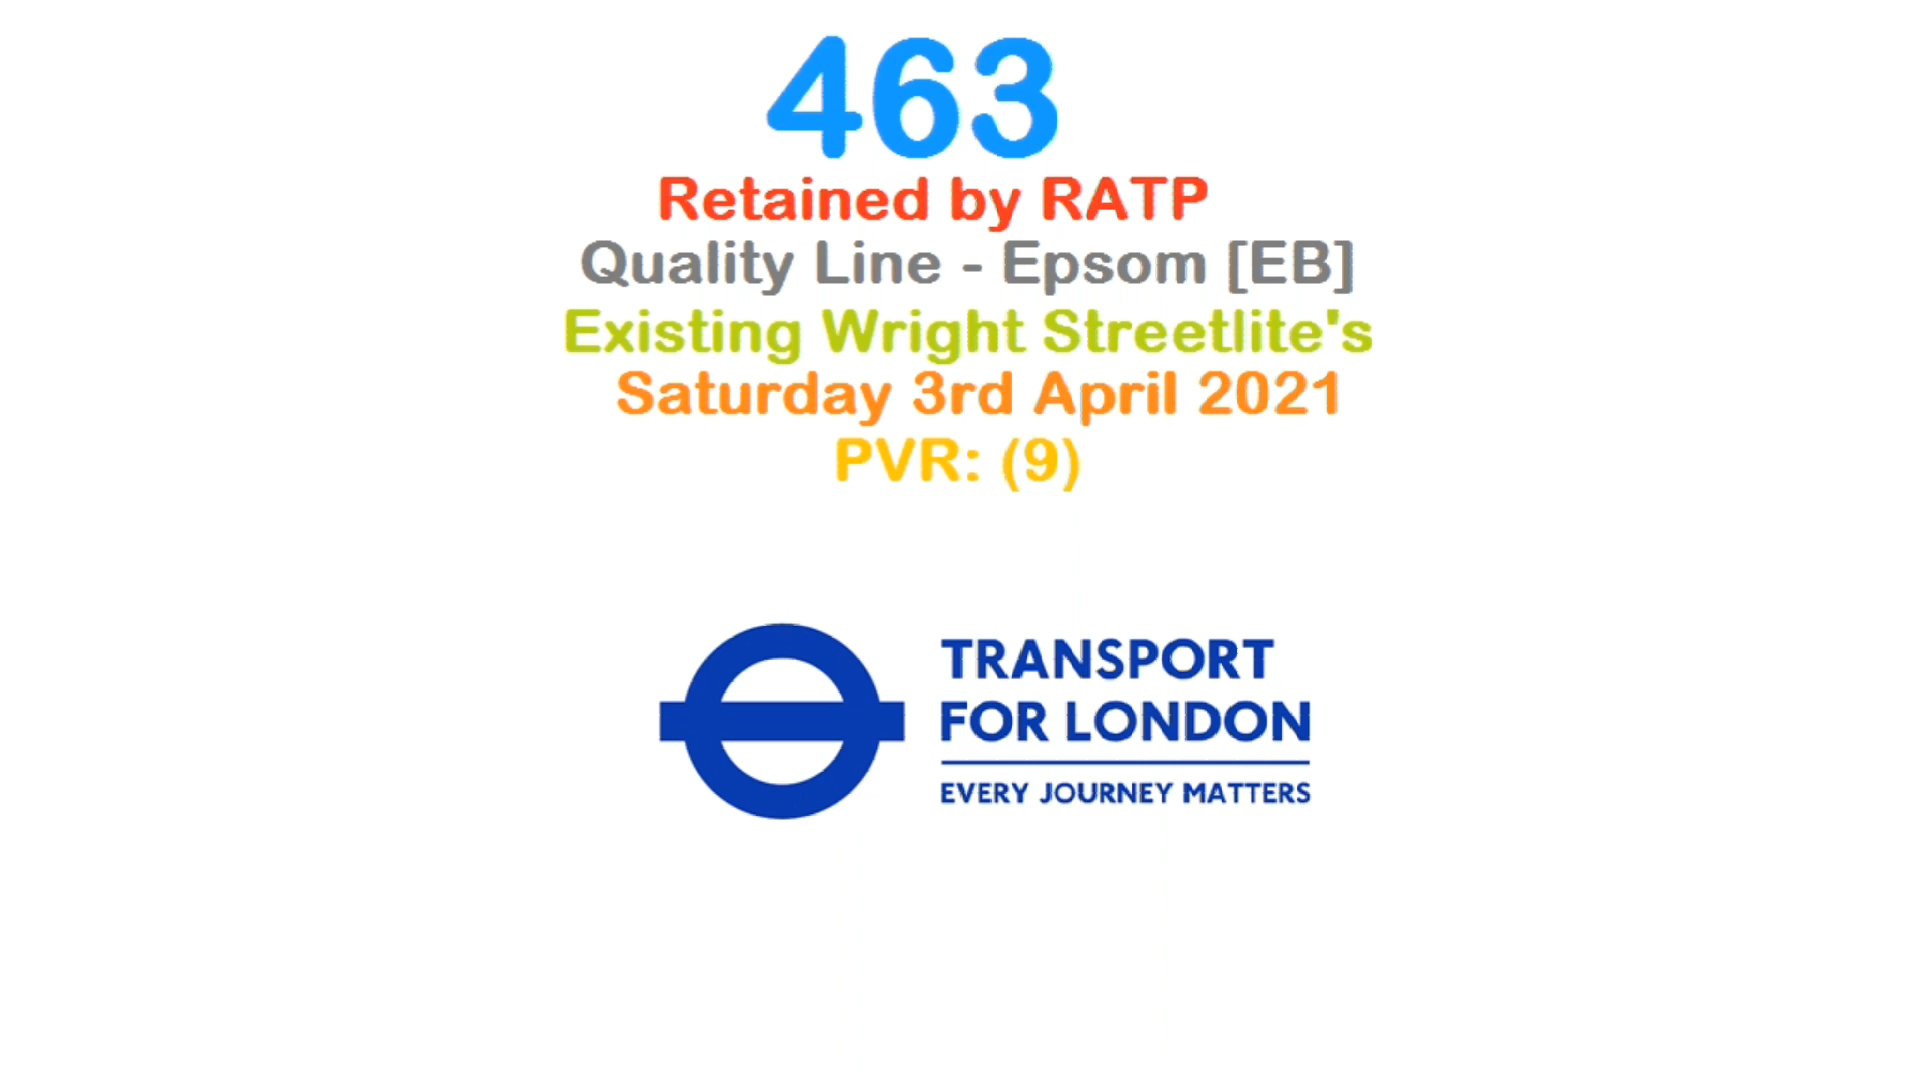 463
Retained by RATP
Quality Line - Epsom [EB]
Existing Wright Streetlite's
Saturday 3rd April 2021
PVR: (9)
TRANSPORT
FOR LONDON
EVERY JOURNEY MATTERS